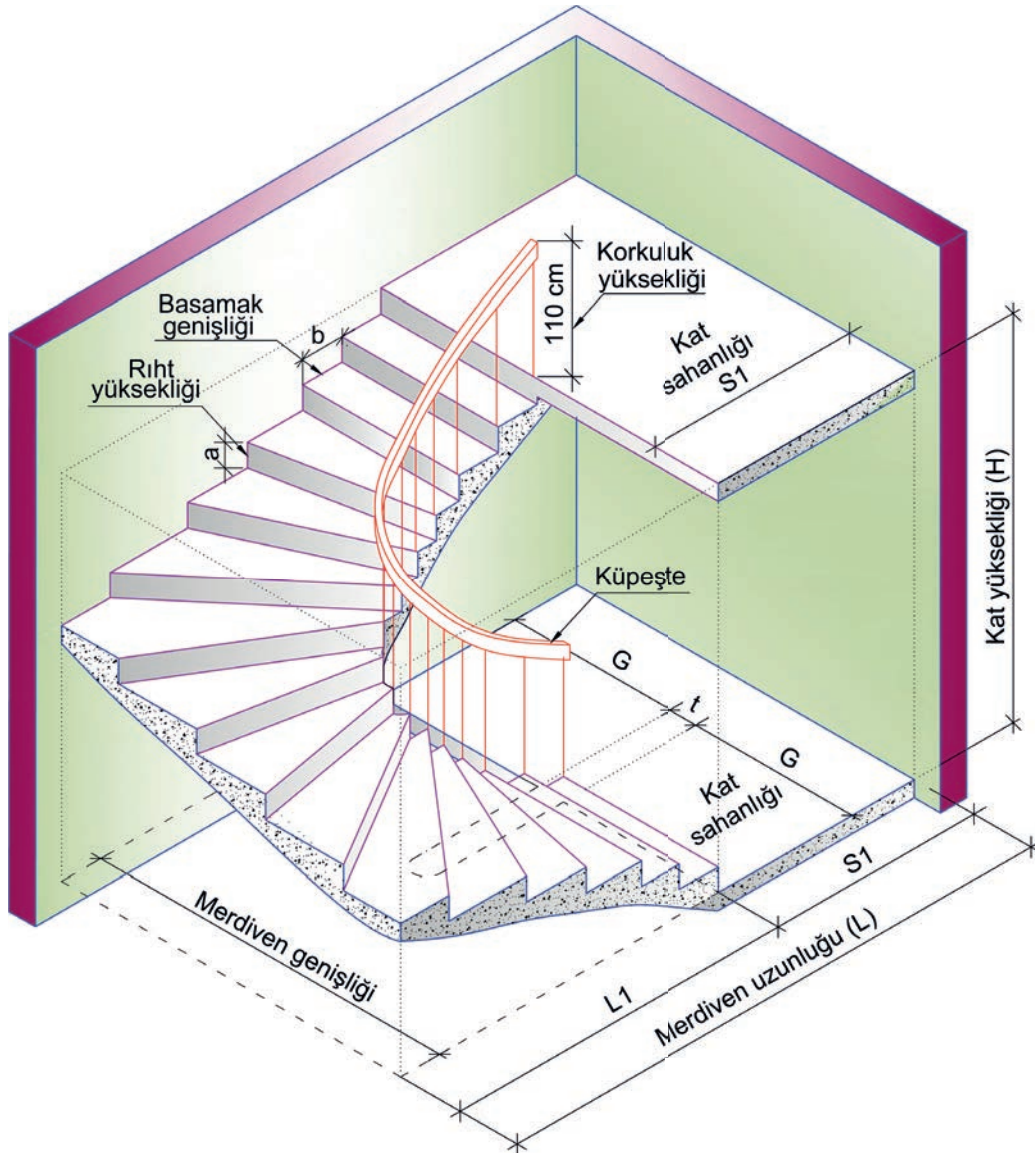 Korkuluk
yüksekliği
110 cm
Basamak
genişliği
b
Rıht
yüksekliği
a
Kat
sahanlığı
S1
Kat yüksekliği (H)
Küpeşte
G
t
G
Kat
sahanlığı
S1
Merdiven genişliği
L1
Merdiven uzunluğu (L)